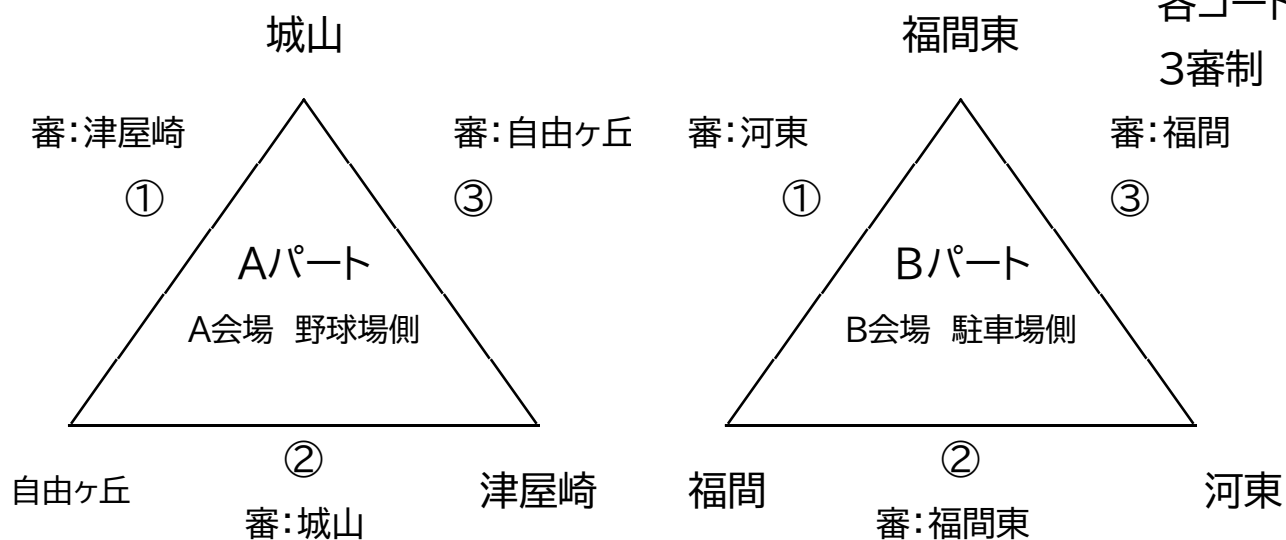 城山
審：津屋崎
審：自由ヶ丘
①
③
Aパート
A会場　野球場側
②
自由ヶ丘
津屋崎
審：城山
福間東
3審制
審：河東
審：福間
①
③
Bパート
B会場　駐車場側
②
福間
河東
審：福間東